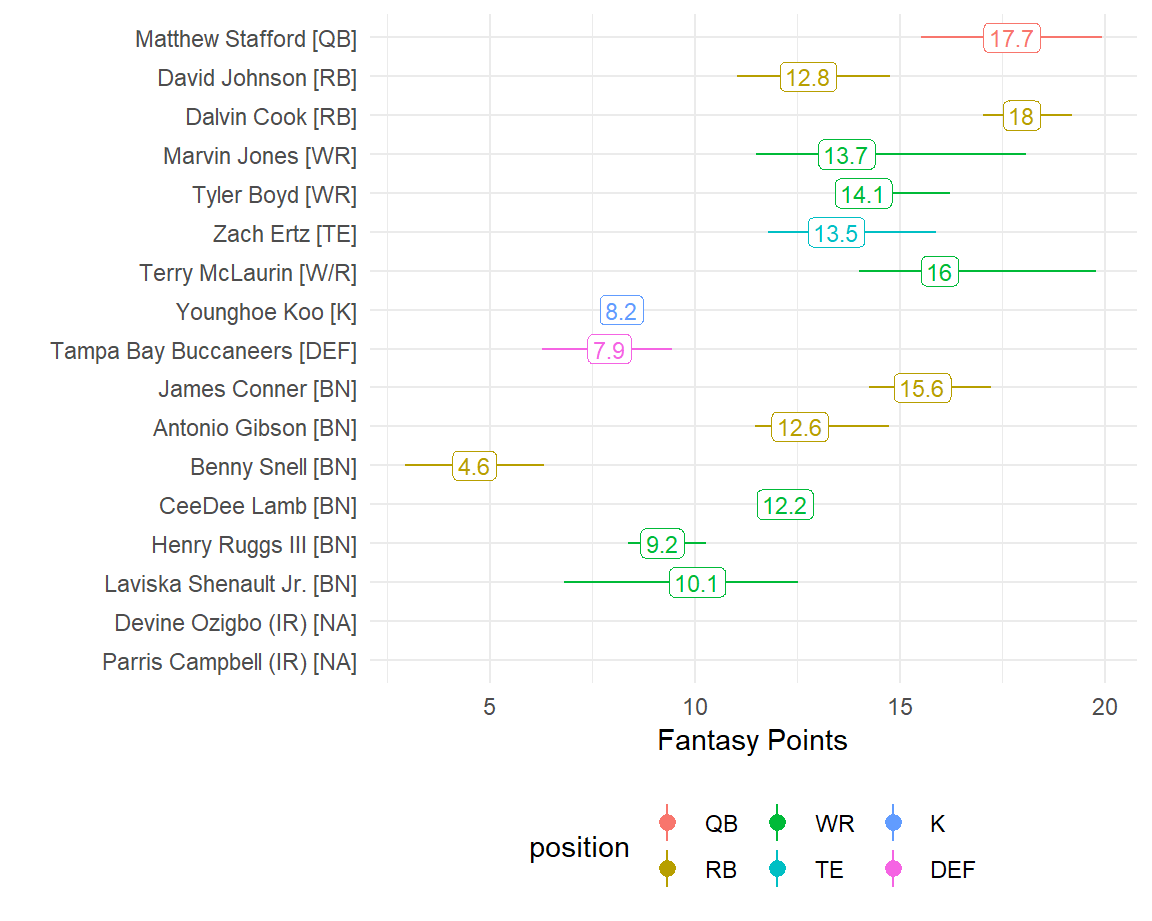 Matthew Stafford [QB] 17.7
David Johnson [RB] 12.8
Dalvin Cook [RB] 18
Marvin Jones [WR] 13.7
Tyler Boyd [WR] 14.1
Zach Ertz [TE] 13.5
Terry McLaurin [W/R] 16
Younghoe Koo [K] 8.2
Tampa Bay Buccaneers [DEF] 7.9
James Conner [BN] 15.6
Antonio Gibson [BN] 12.6
Benny Snell [BN] 4.6
CeeDee Lamb [BN] 12.2
Henry Ruggs III [BN] 9.2
Laviska Shenault Jr. [BN] 10.1
Devine Ozigbo (IR) [NA]
Parris Campbell (IR) [NA]
5 10 15 20
Fantasy Points
position
QB WR K
RB TE DEF